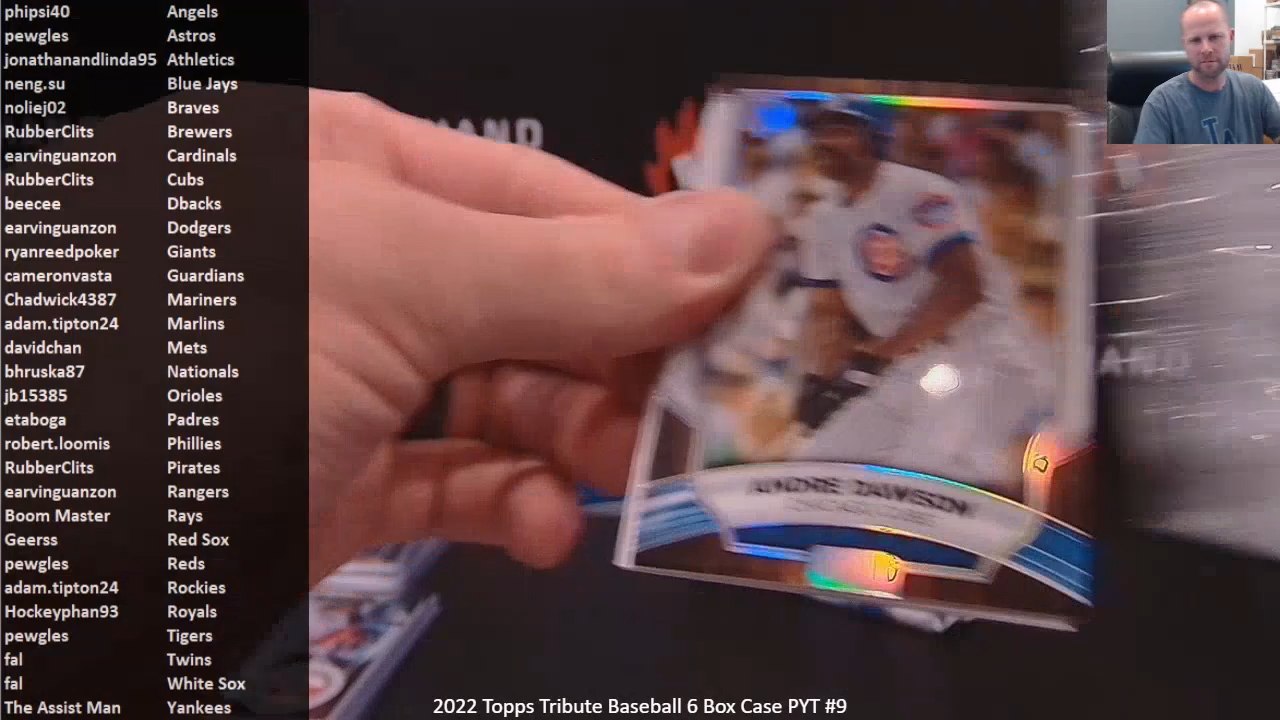 phipsi40 Angels
pewgles Astros
jonathanandlinda95 Athletics
neng.su Blue Jays
noliej02 Braves
RubberClits Brewers
earvinguanzon Cardinals
RubberClits Cubs
beecee Dbacks
earvinguanzon Dodgers
ryanreedpoker Giants
cameronvasta Guardians
Chadwick4387 Mariners
adam.tipton24 Marlins
davidchan Mets
bhruska87 Nationals
jb15385 Orioles
etaboga Padres
robert.loomis Phillies
RubberClits Pirates
earvinguanzon Rangers
Boom Master Rays
Geerss Red Sox
pewgles Reds
adam.tipton24 Rockies
Hockeyphan93 Royals
pewgles Tigers
fal Twins
fal White Sox
The Assist Man Yankees
ANDRE DAWSON
CHICAGO CUBS
2022 Topps Tribute Baseball 6 Box Case PYT #9